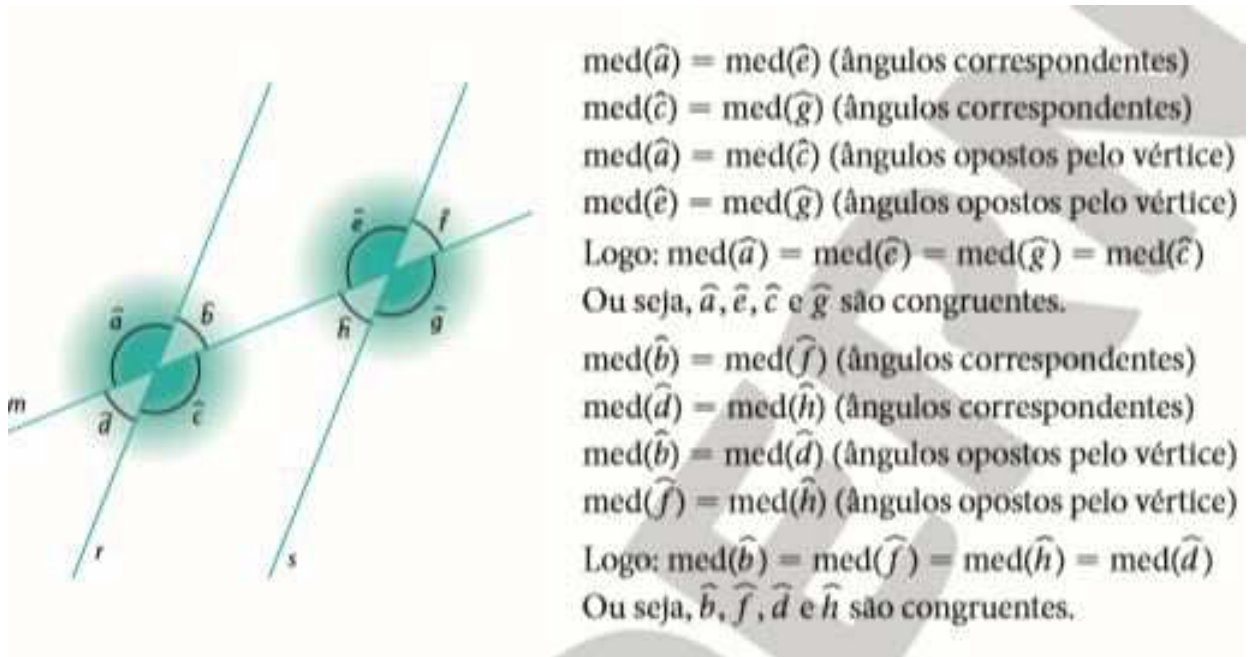 med(â) = med(ê) (ângulos correspondentes)
med(ĉ) = med(ĝ) (ângulos correspondentes)
med(â) = med(ĉ) (ângulos opostos pelo vértice)
med(ê) = med(ĝ) (ângulos opostos pelo vértice)
Logo: med(â) = med(ê) = med(ĝ) = med(ĉ)
Ou seja, â, ê, ĉ e ĝ são congruentes.
med(b̂) = med(f̂) (ângulos correspondentes)
med(d̂) = med(ĥ) (ângulos correspondentes)
med(b̂) = med(d̂) (ângulos opostos pelo vértice)
med(f̂) = med(ĥ) (ângulos opostos pelo vértice)
Logo: med(b̂) = med(f̂) = med(ĥ) = med(d̂)
Ou seja, b̂, f̂, d̂ e ĥ são congruentes.
ê
f̂
ĥ
ĝ
â
b̂
d̂
ĉ
m
r
s